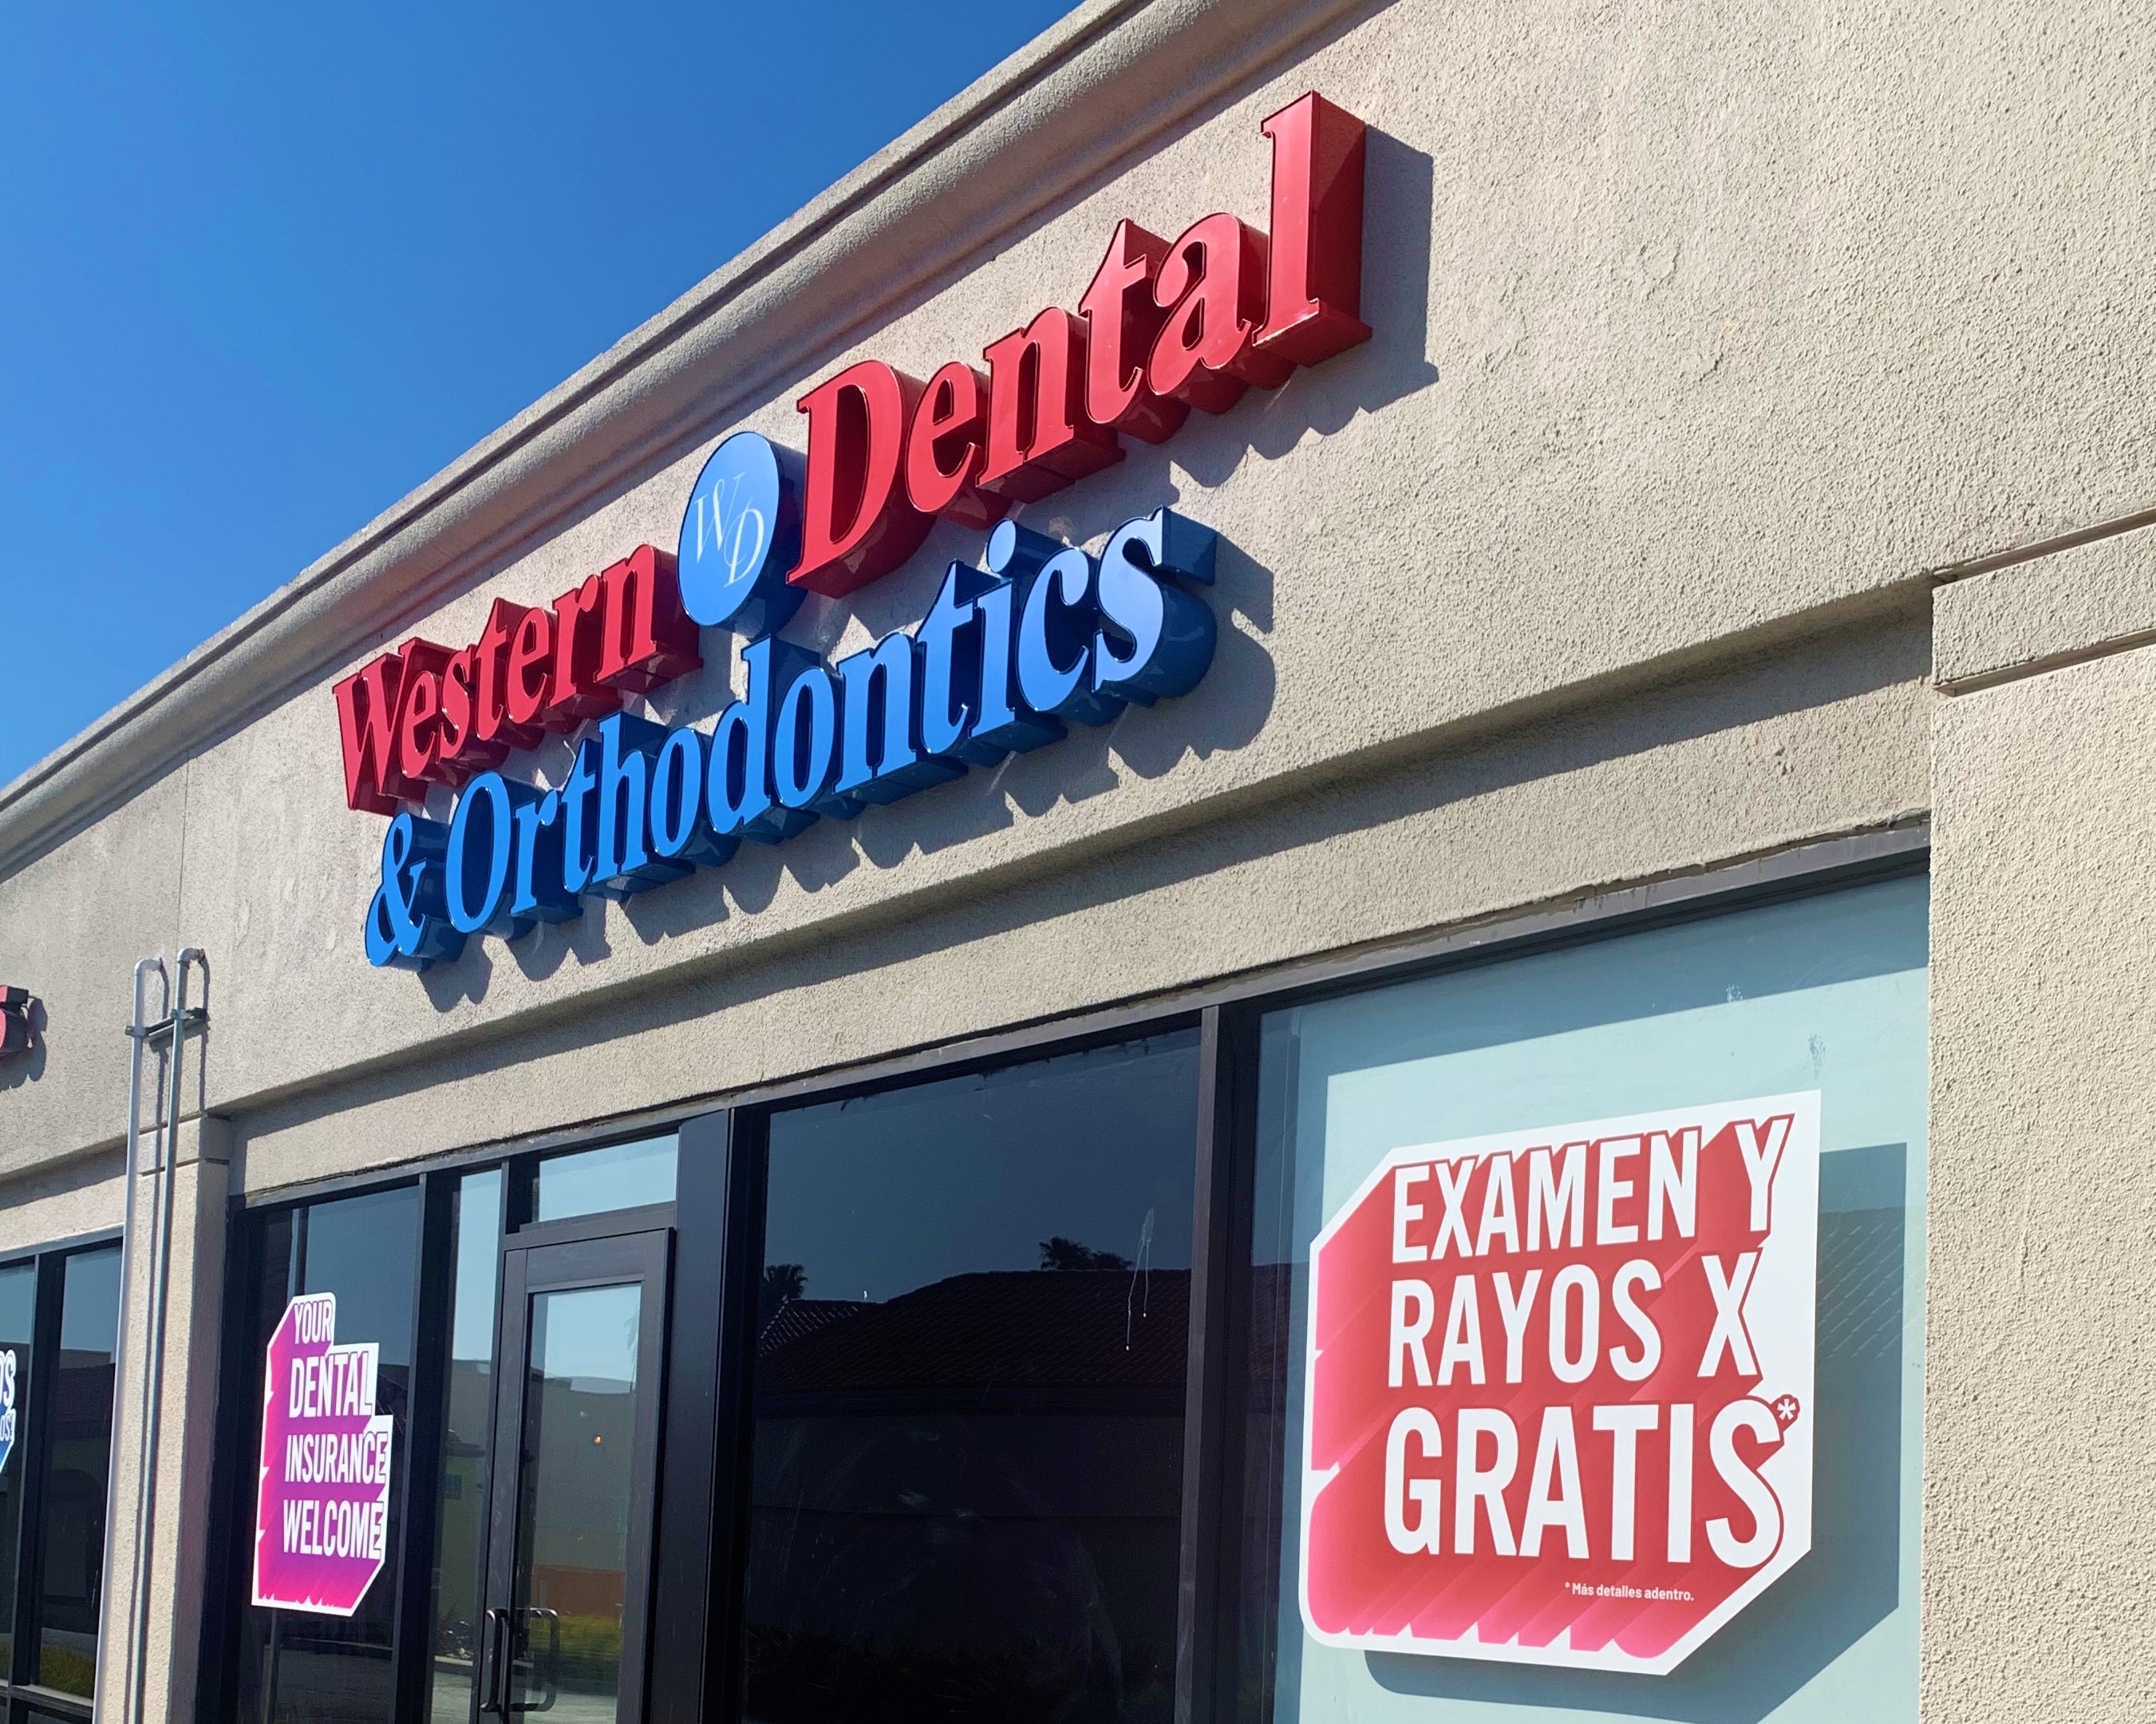 Western WD Dental
& Orthodontics
YOUR
DENTAL
INSURANCE
WELCOME
EXAMEN Y
RAYOS X
GRATIS*
* Más detalles adentro.